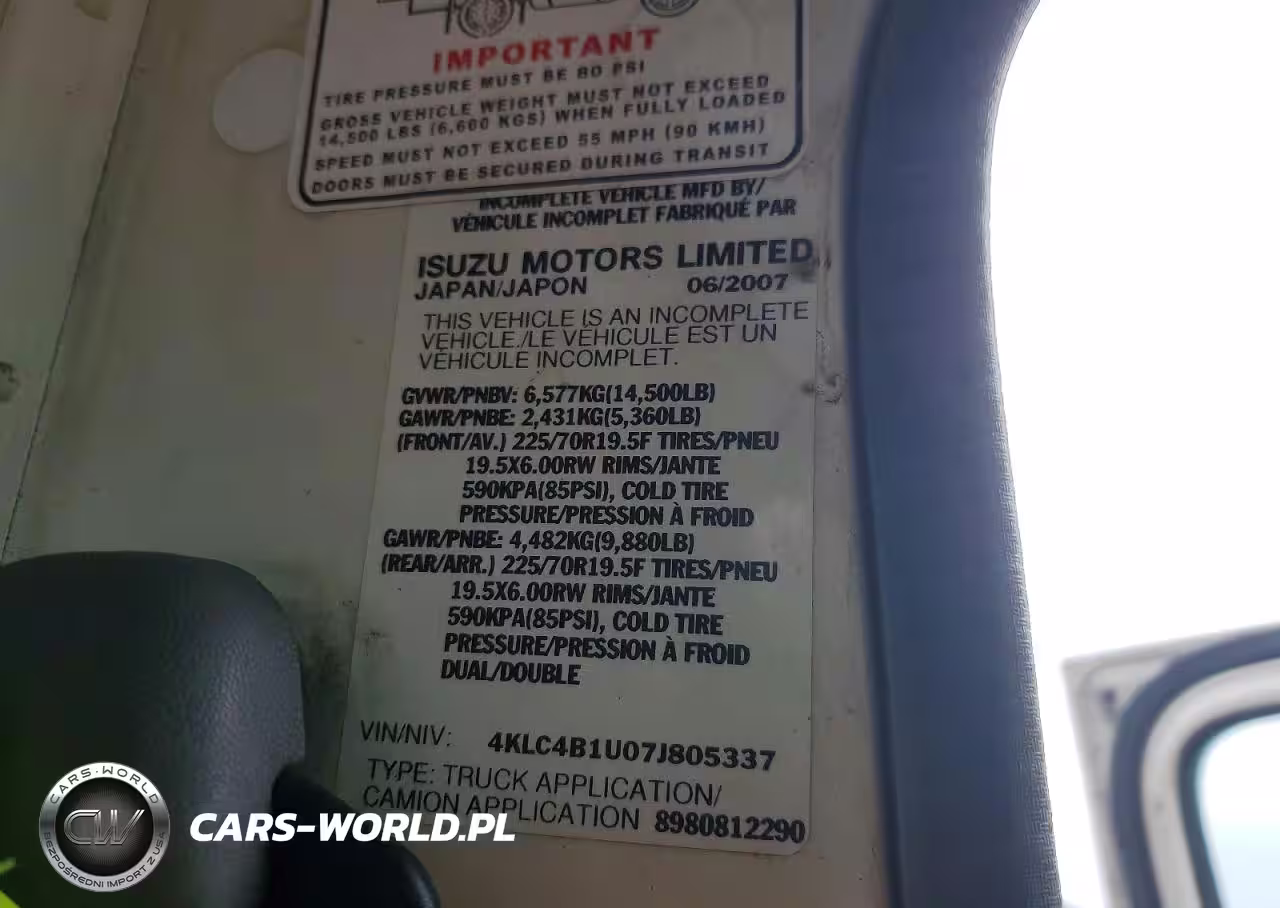 IMPORTANT
TIRE PRESSURE MUST BE 80 PSI
GROSS VEHICLE WEIGHT MUST NOT EXCEED
14,500 LBS (6,600 KGS) WHEN FULLY LOADED
SPEED MUST NOT EXCEED 55 MPH (90 KMH)
DOORS MUST BE SECURED DURING TRANSIT
INCOMPLETE VEHICLE MFD BY/
VÉHICULE INCOMPLET FABRIQUÉ PAR
ISUZU MOTORS LIMITED
JAPAN/JAPON 06/2007
THIS VEHICLE IS AN INCOMPLETE
VEHICLE./LE VÉHICULE EST UN
VÉHICULE INCOMPLET.
GVWR/PNBV: 6,577KG(14,500LB)
GAWR/PNBE: 2,431KG(5,360LB)
(FRONT/AV.) 225/70R19.5F TIRES/PNEU
19.5X6.00RW RIMS/JANTE
590KPA(85PSI), COLD TIRE
PRESSURE/PRESSION À FROID
GAWR/PNBE: 4,482KG(9,880LB)
(REAR/ARR.) 225/70R19.5F TIRES/PNEU
19.5X6.00RW RIMS/JANTE
590KPA(85PSI), COLD TIRE
PRESSURE/PRESSION À FROID
DUAL/DOUBLE
VIN/NIV: 4KLC4B1U07J805337
TYPE: TRUCK APPLICATION/
CAMION APPLICATION 8980812290
CARS-WORLD
CW
BEZPOŚREDNI IMPORT Z USA
CARS-WORLD.PL